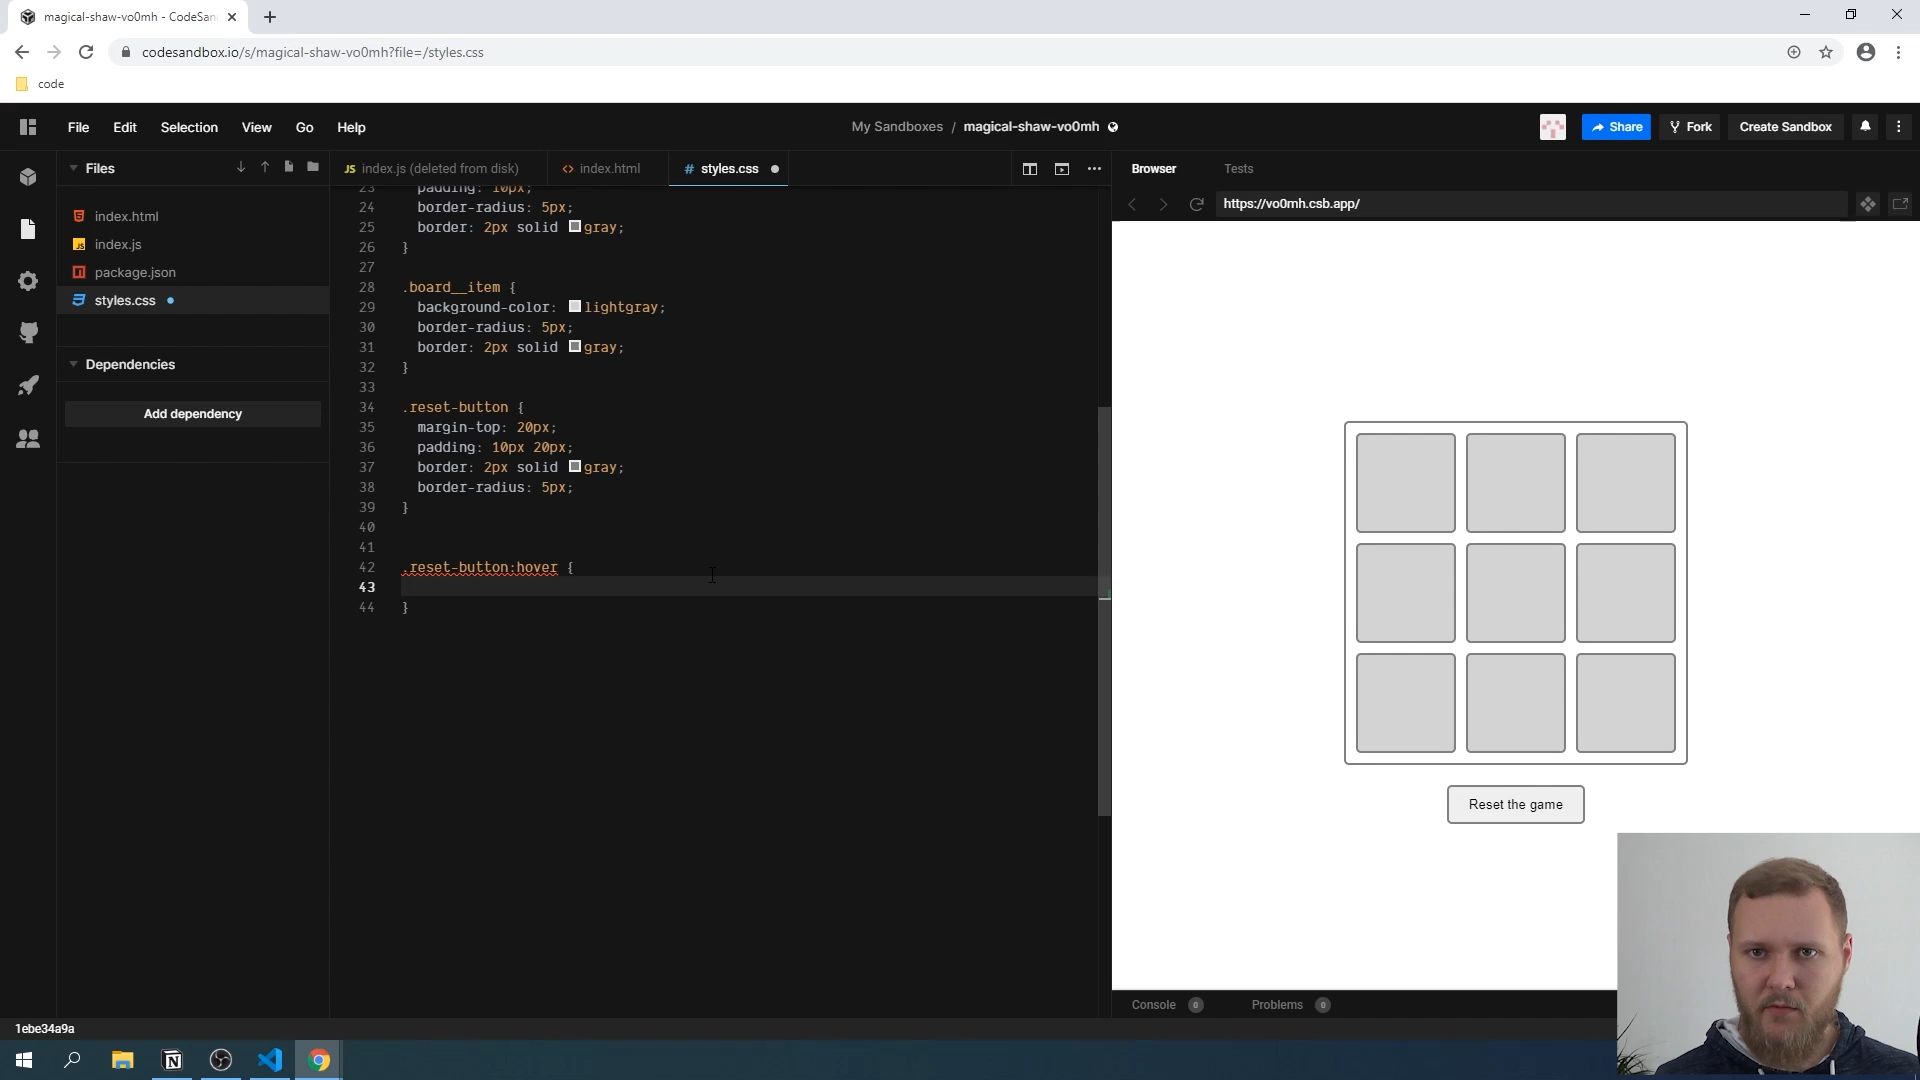 magical-shaw-vo0mh - CodeSan
codesandbox.io/s/magical-shaw-vo0mh?file=/styles.css
code
File Edit Selection View Go Help
My Sandboxes / magical-shaw-vo0mh
Share
Fork
Create Sandbox
Files
JS index.js (deleted from disk)
<> index.html
# styles.css
Browser
Tests
https://vo0mh.csb.app/
index.html
index.js
package.json
styles.css
Dependencies
Add dependency
23 padding: 10px;
24 border-radius: 5px;
25 border: 2px solid gray;
26 }
27
28 .board__item {
29 background-color: lightgray;
30 border-radius: 5px;
31 border: 2px solid gray;
32 }
33
34 .reset-button {
35 margin-top: 20px;
36 padding: 10px 20px;
37 border: 2px solid gray;
38 border-radius: 5px;
39 }
40
41
42 .reset-button:hover {
43
44 }
Reset the game
Console 0
Problems 0
1ebe34a9a